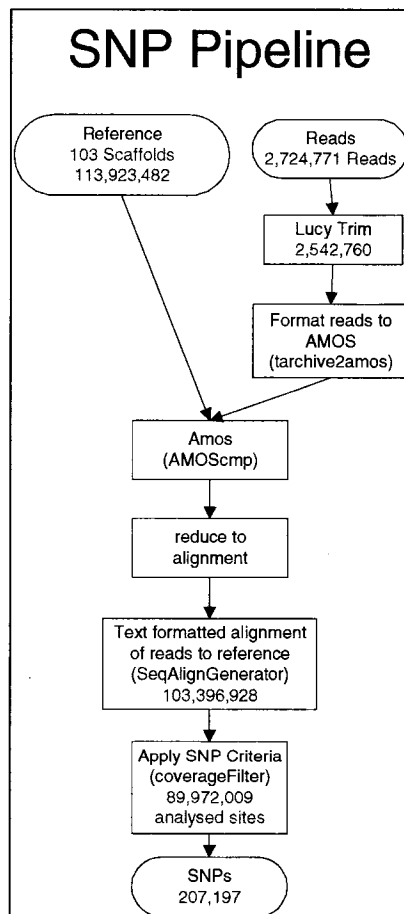 SNP Pipeline
Reference
103 Scaffolds
113,923,482
Reads
2,724,771 Reads
Lucy Trim
2,542,760
Format reads to
AMOS
(tarchive2amos)
Amos
(AMOScmp)
reduce to
alignment
Text formatted alignment
of reads to reference
(SeqAlignGenerator)
103,396,928
Apply SNP Criteria
(coverageFilter)
89,972,009
analysed sites
SNPs
207,197